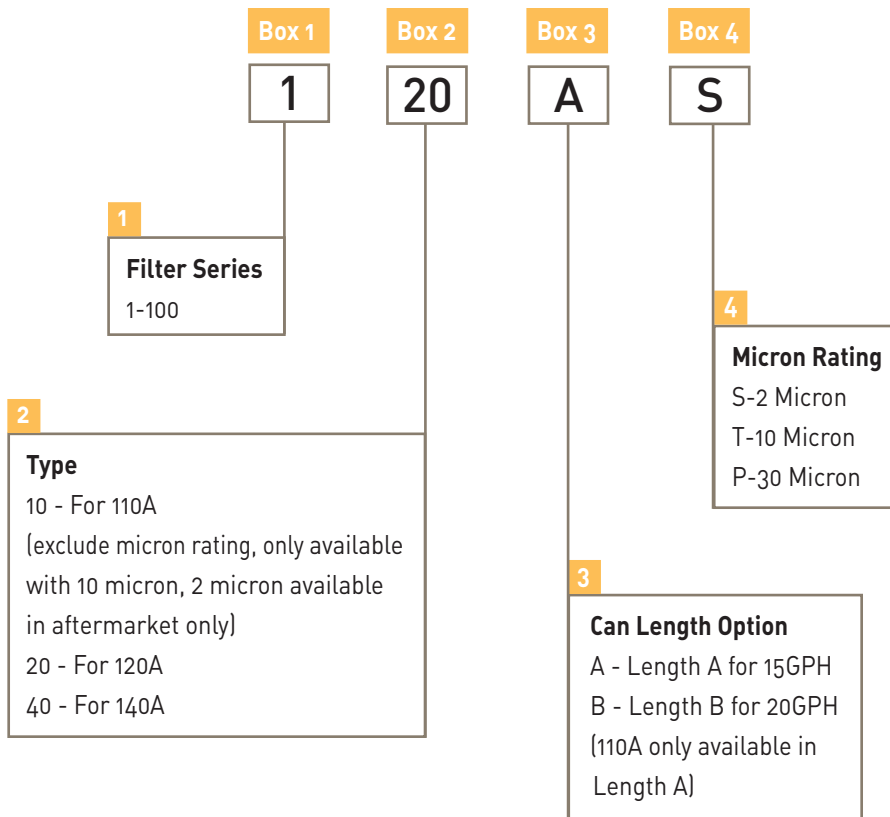 Box 1 Box 2 Box 3 Box 4
1 20 A S
1
Filter Series
1-100
4
Micron Rating
S-2 Micron
T-10 Micron
P-30 Micron
2
Type
10 - For 110A
(exclude micron rating, only available
with 10 micron, 2 micron available
in aftermarket only)
20 - For 120A
40 - For 140A
3
Can Length Option
A - Length A for 15GPH
B - Length B for 20GPH
(110A only available in
Length A)